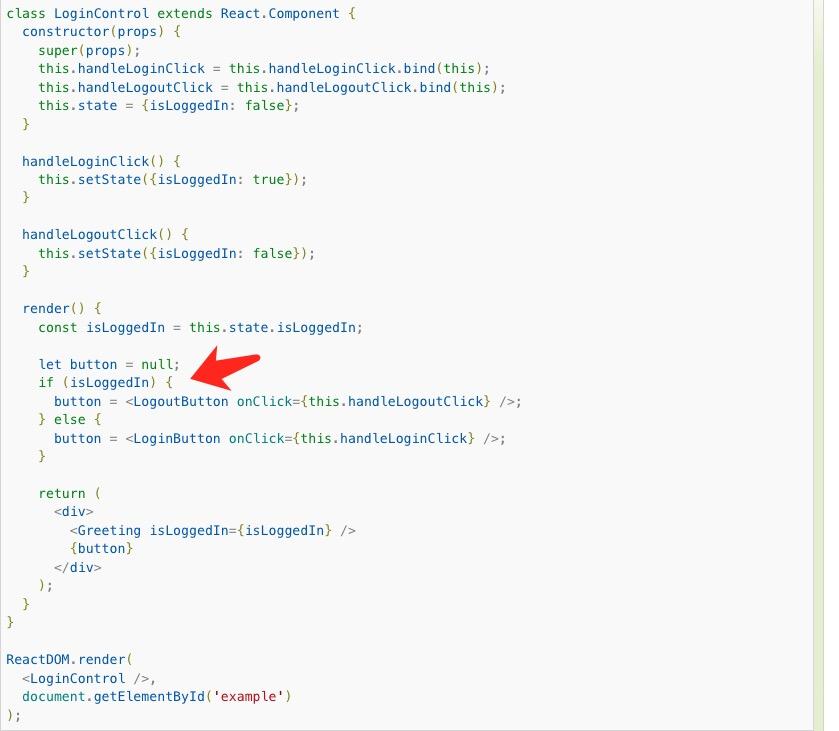 class LoginControl extends React.Component {
  constructor(props) {
    super(props);
    this.handleLoginClick = this.handleLoginClick.bind(this);
    this.handleLogoutClick = this.handleLogoutClick.bind(this);
    this.state = {isLoggedIn: false};
  }

  handleLoginClick() {
    this.setState({isLoggedIn: true});
  }

  handleLogoutClick() {
    this.setState({isLoggedIn: false});
  }

  render() {
    const isLoggedIn = this.state.isLoggedIn;

    let button = null;
    if (isLoggedIn) {
      button = <LogoutButton onClick={this.handleLogoutClick} />;
    } else {
      button = <LoginButton onClick={this.handleLoginClick} />;
    }

    return (
      <div>
        <Greeting isLoggedIn={isLoggedIn} />
        {button}
      </div>
    );
  }
}

ReactDOM.render(
  <LoginControl />,
  document.getElementById('example')
);